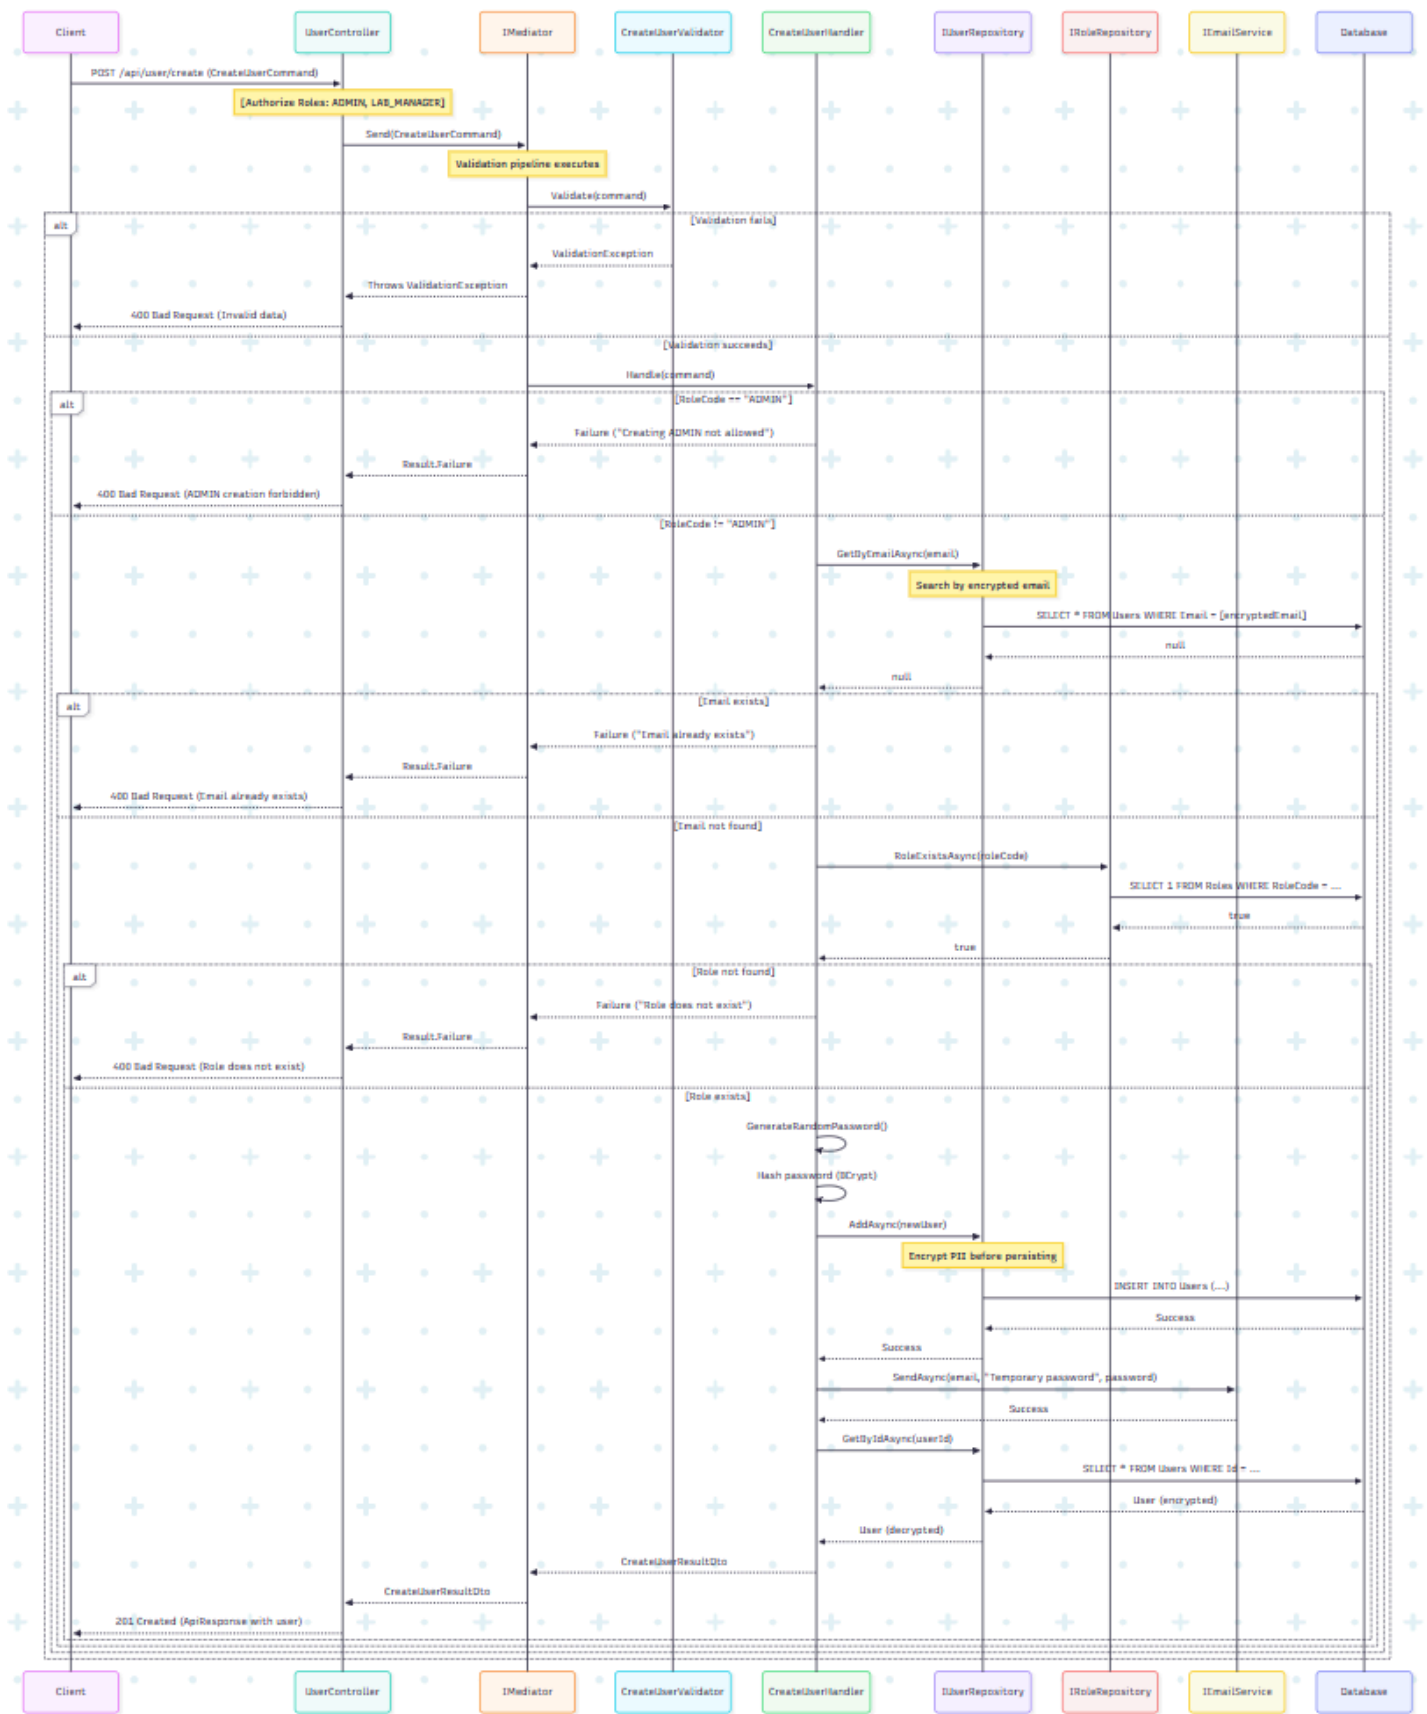 Client
UserController
IMediator
CreateUserValidator
CreateUserHandler
IUserRepository
IRoleRepository
IEmailService
Database
POST /api/user/create (CreateUserCommand)
[Authorize Roles: ADMIN, LAB_MANAGER]
Send(CreateUserCommand)
Validation pipeline executes
Validate(command)
alt
[Validation fails]
ValidationException
Throws ValidationException
400 Bad Request (Invalid data)
[Validation succeeds]
Handle(command)
alt
[RoleCode == "ADMIN"]
Failure ("Creating ADMIN not allowed")
Result.Failure
400 Bad Request (ADMIN creation forbidden)
[RoleCode != "ADMIN"]
GetByEmailAsync(email)
Search by encrypted email
SELECT * FROM Users WHERE Email = [encryptedEmail]
null
null
alt
[Email exists]
Failure ("Email already exists")
Result.Failure
400 Bad Request (Email already exists)
[Email not found]
RoleExistsAsync(roleCode)
SELECT 1 FROM Roles WHERE RoleCode = ...
true
true
alt
[Role not found]
Failure ("Role does not exist")
Result.Failure
400 Bad Request (Role does not exist)
[Role exists]
GenerateRandomPassword()
Hash password (BCrypt)
AddAsync(newUser)
Encrypt PII before persisting
INSERT INTO Users (...)
Success
Success
SendAsync(email, "Temporary password", password)
Success
GetByIdAsync(userId)
SELECT * FROM Users WHERE Id = ...
User (encrypted)
User (decrypted)
CreateUserResultDto
CreateUserResultDto
201 Created (ApiResponse with user)
Client
UserController
IMediator
CreateUserValidator
CreateUserHandler
IUserRepository
IRoleRepository
IEmailService
Database